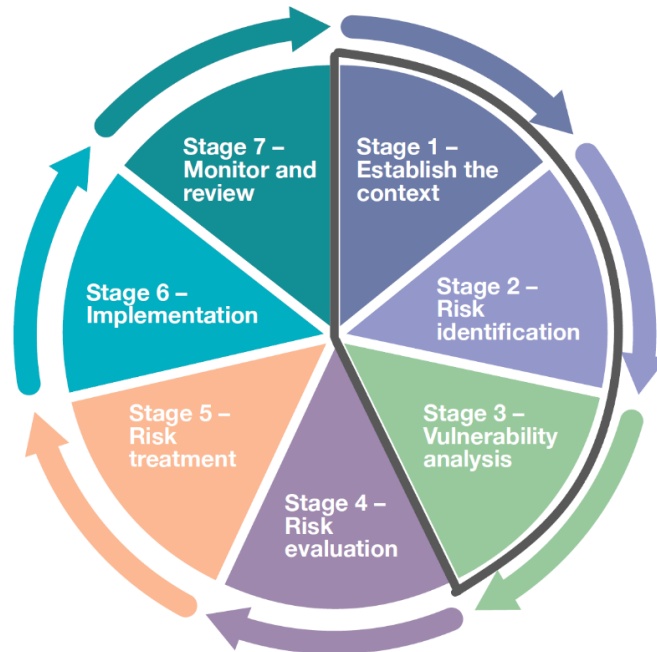 Stage 1 –
Establish the
context
Stage 2 –
Risk
identification
Stage 3 –
Vulnerability
analysis
Stage 4 –
Risk
evaluation
Stage 5 –
Risk
treatment
Stage 6 –
Implementation
Stage 7 –
Monitor and
review